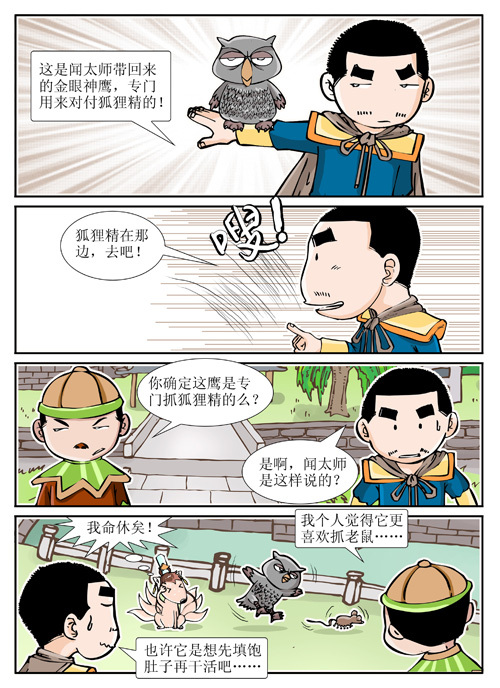 这是闻太师带回来
的金眼神鹰，专门
用来对付狐狸精的！
嗖！
狐狸精在那
边，去吧！
你确定这鹰是专
门抓狐狸精的么？
是啊，闻太师
是这样说的？
我命休矣！
我个人觉得它更
喜欢抓老鼠……
也许它是想先填饱
肚子再干活吧……